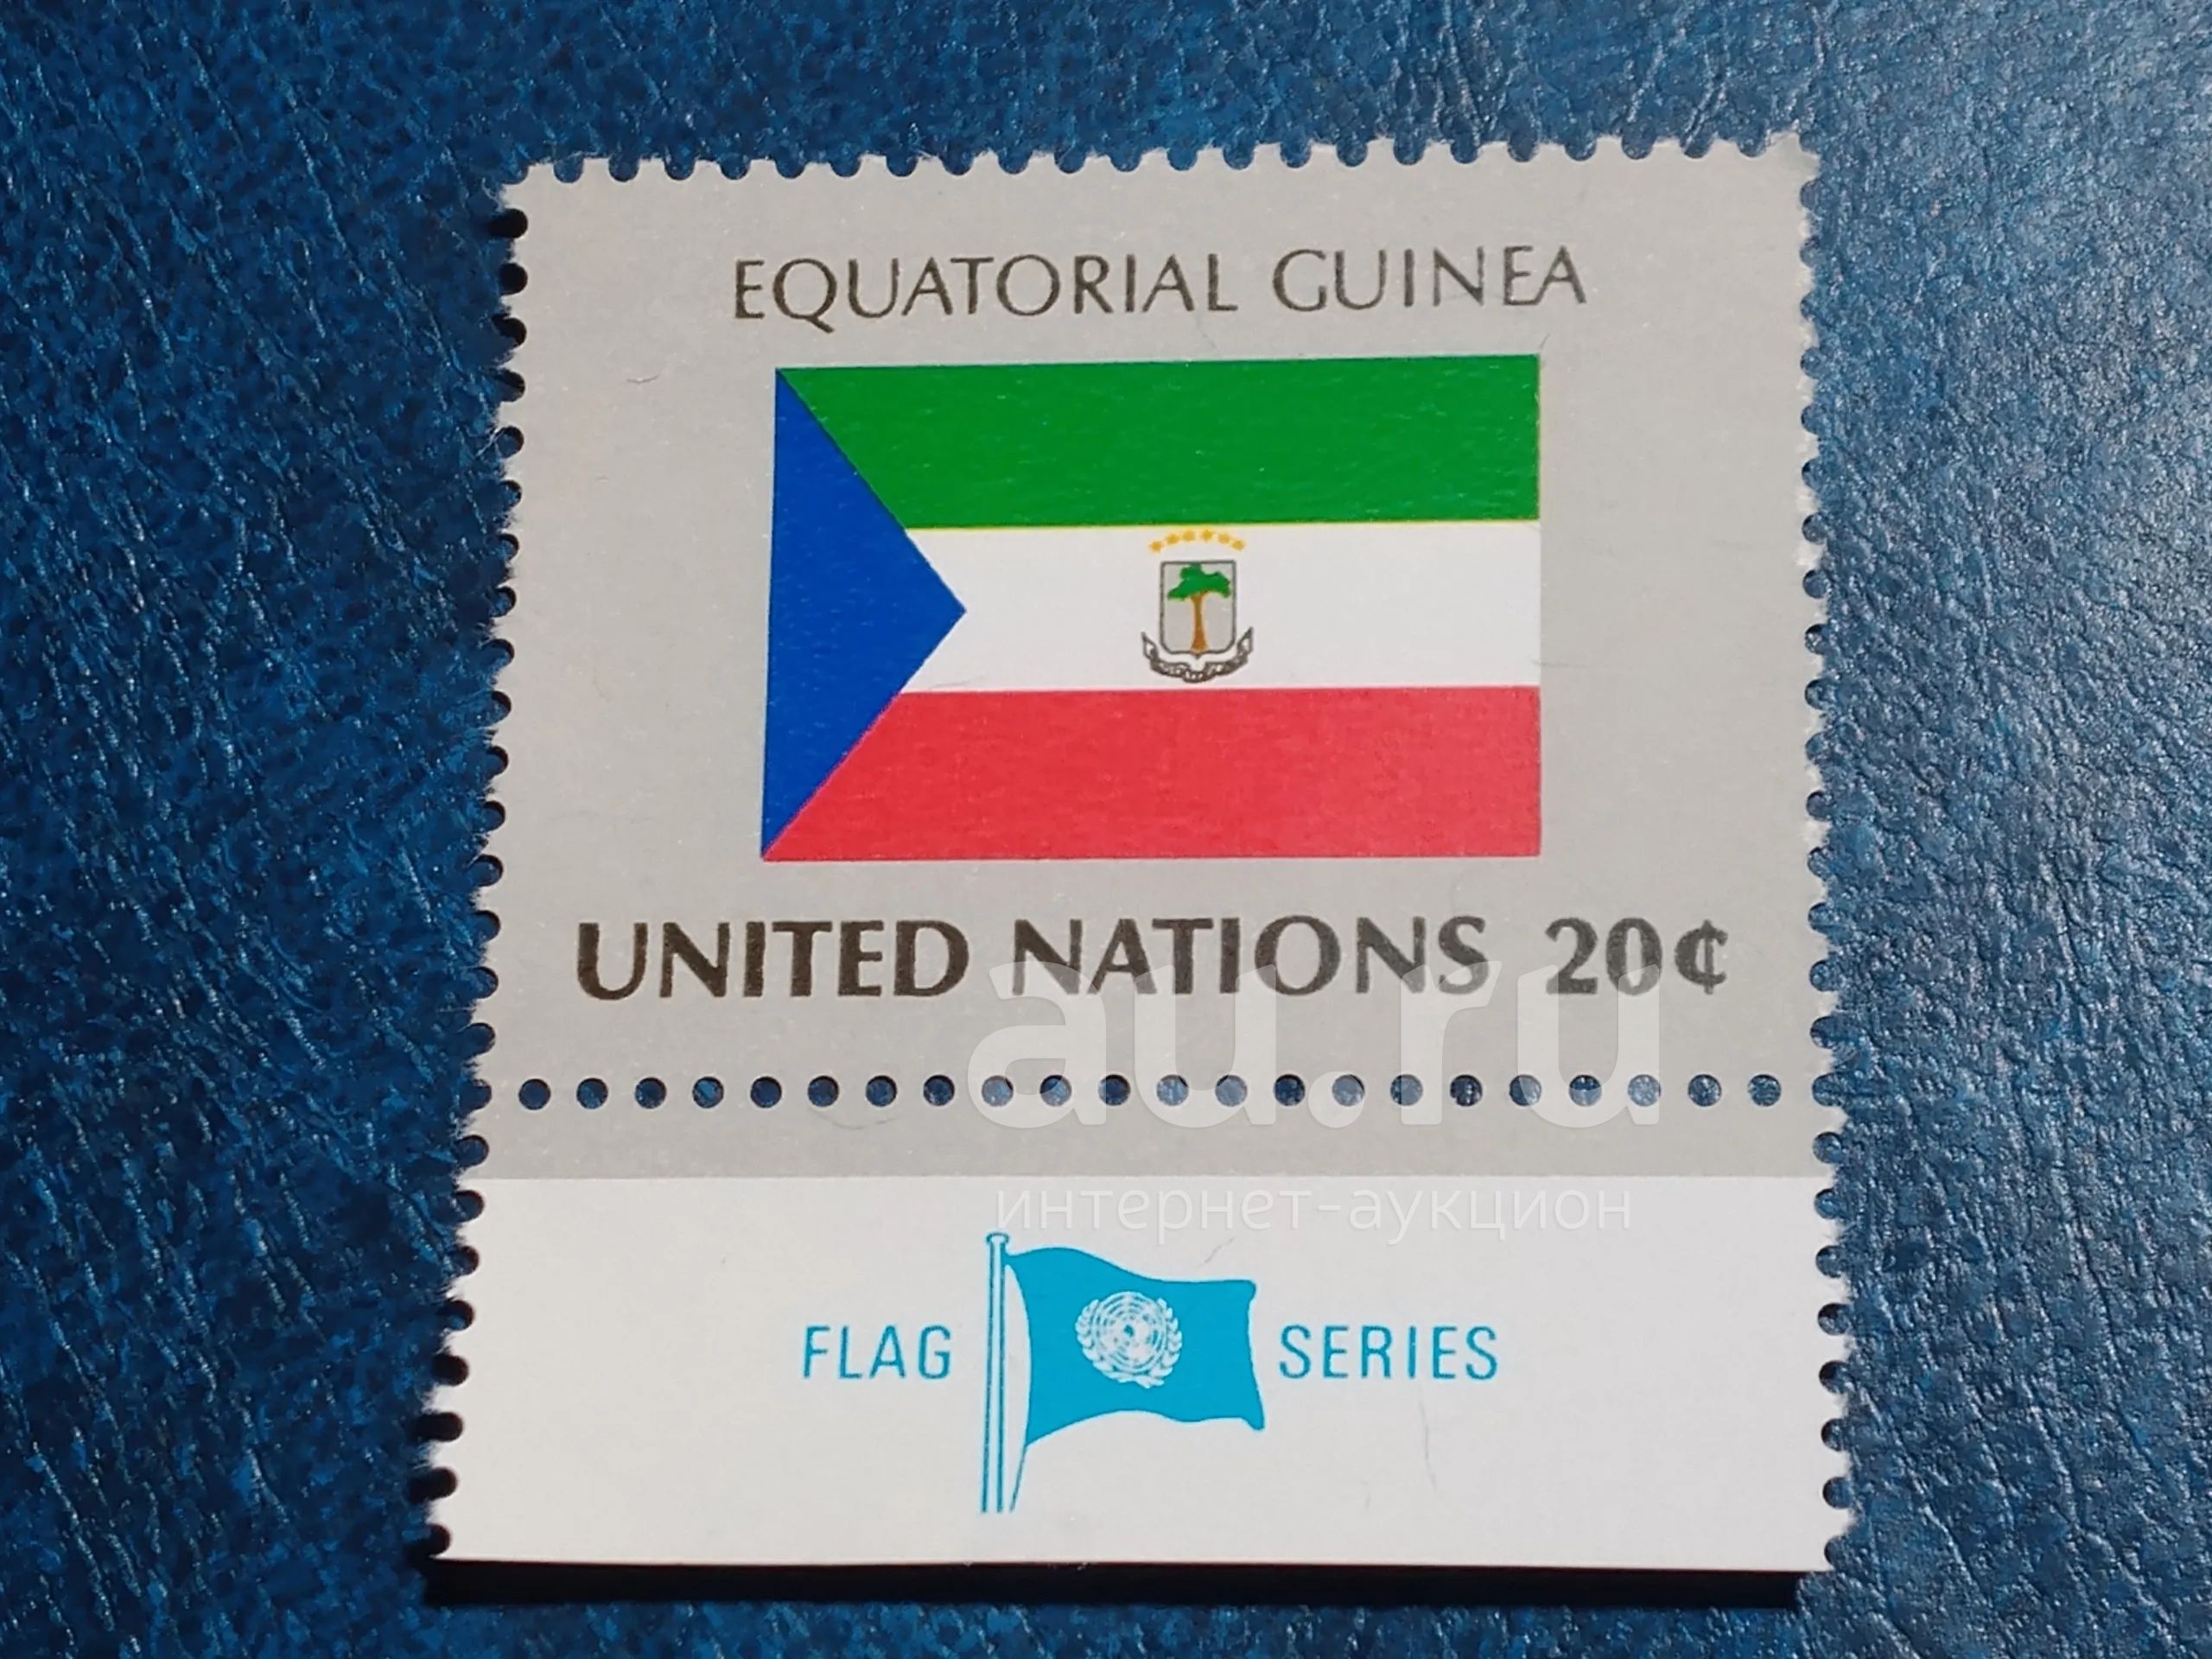 EQUATORIAL GUINEA
UNITED NATIONS 20¢
au.ru
интернет-аукцион
FLAG SERIES